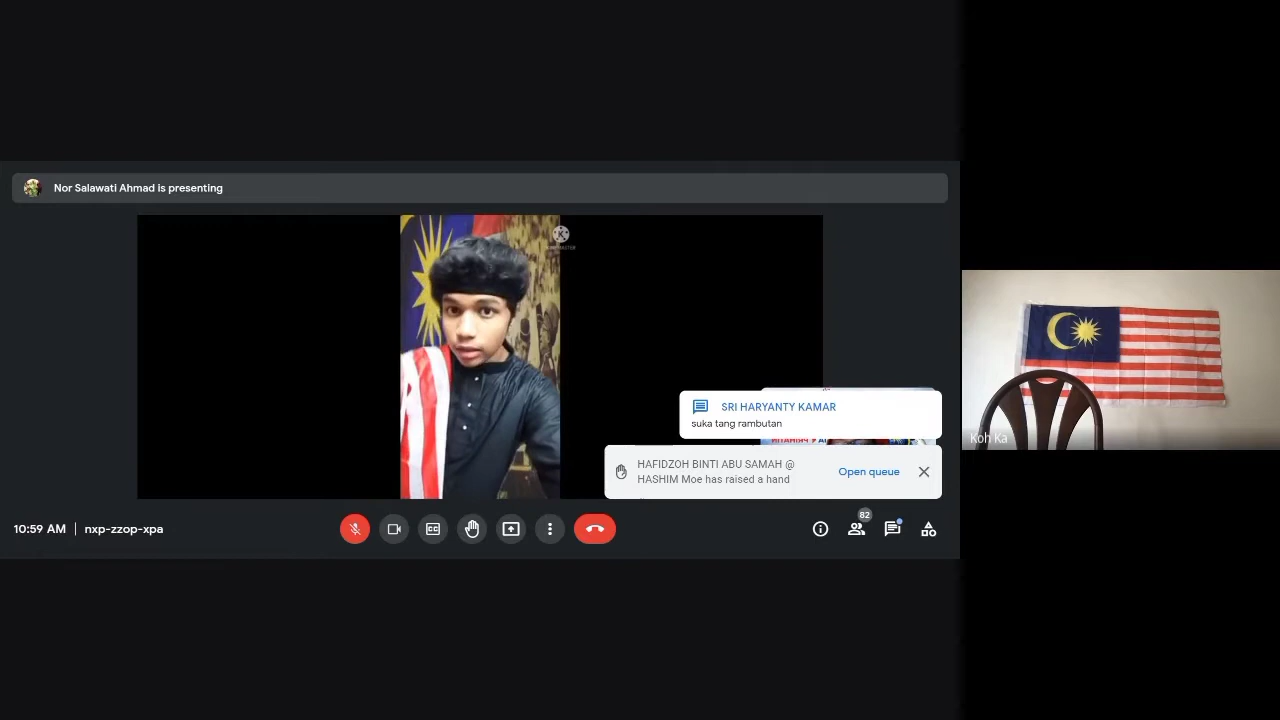 Nor Salawati Ahmad is presenting
K
SRI HARYANTY KAMAR
suka tang rambutan
HAFIDZOH BINTI ABU SAMAH @
HASHIM Moe has raised a hand
Open queue
Koh Ka
82
10:59 AM | nxp-zzop-xpa
CC